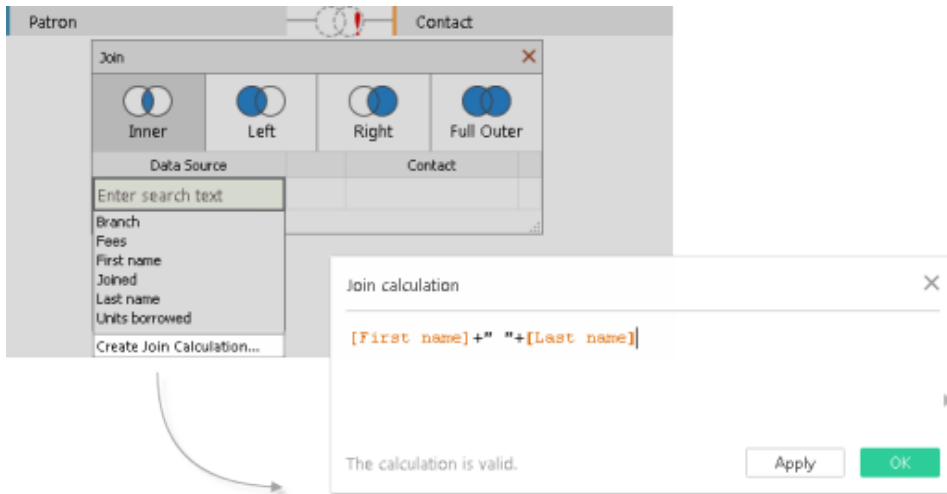 Patron
Contact
Join
Inner
Left
Right
Full Outer
Data Source
Contact
Enter search text
Branch
Fees
First name
Joined
Last name
Units borrowed
Create Join Calculation...
Join calculation
[First name]+" "+[Last name]
The calculation is valid.
Apply
OK